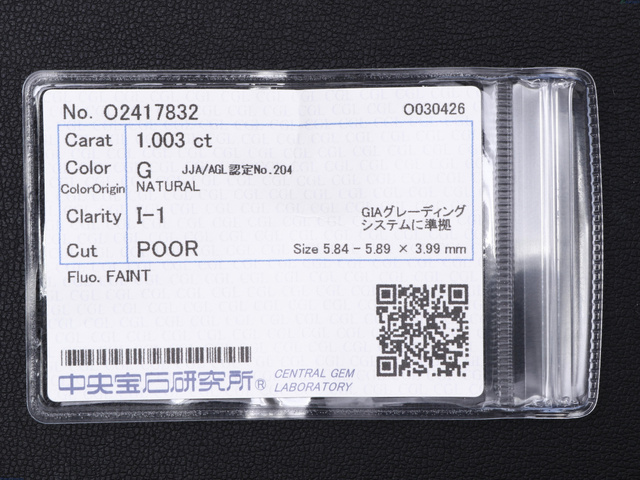 No. O2417832 O030426
Carat 1.003 ct
Color G JJA/AGL認定No.204
ColorOrigin NATURAL
Clarity I-1 GIAグレーディング
システムに準拠
Cut POOR Size 5.84 - 5.89 × 3.99 mm
Fluo. FAINT
中央宝石研究所® CENTRAL GEM
LABORATORY